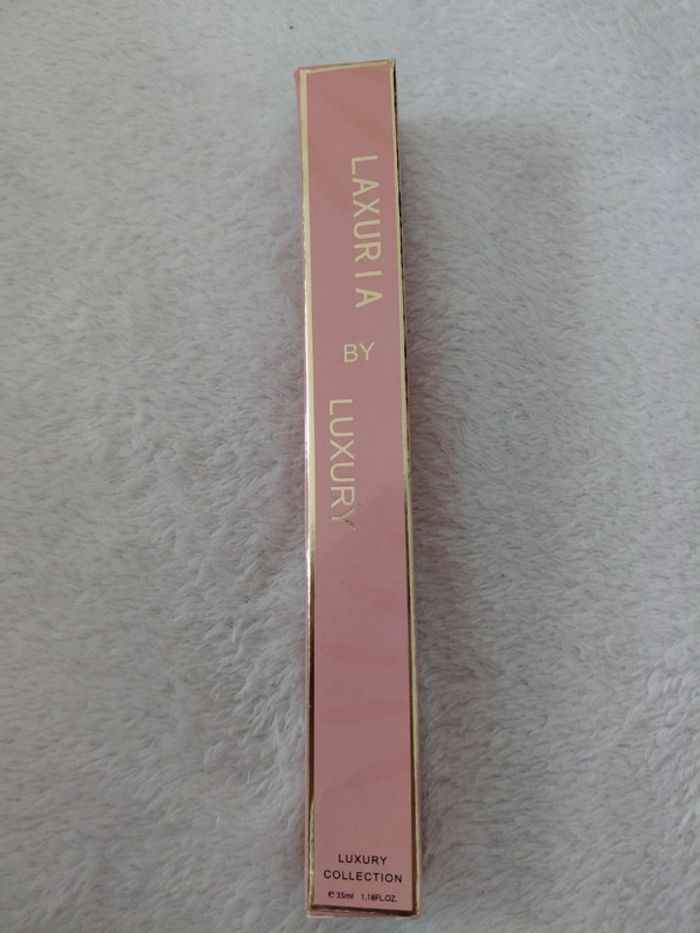 LAXURIA
BY
LUXURY
LUXURY
COLLECTION
℮35ml 1.18FL.OZ.